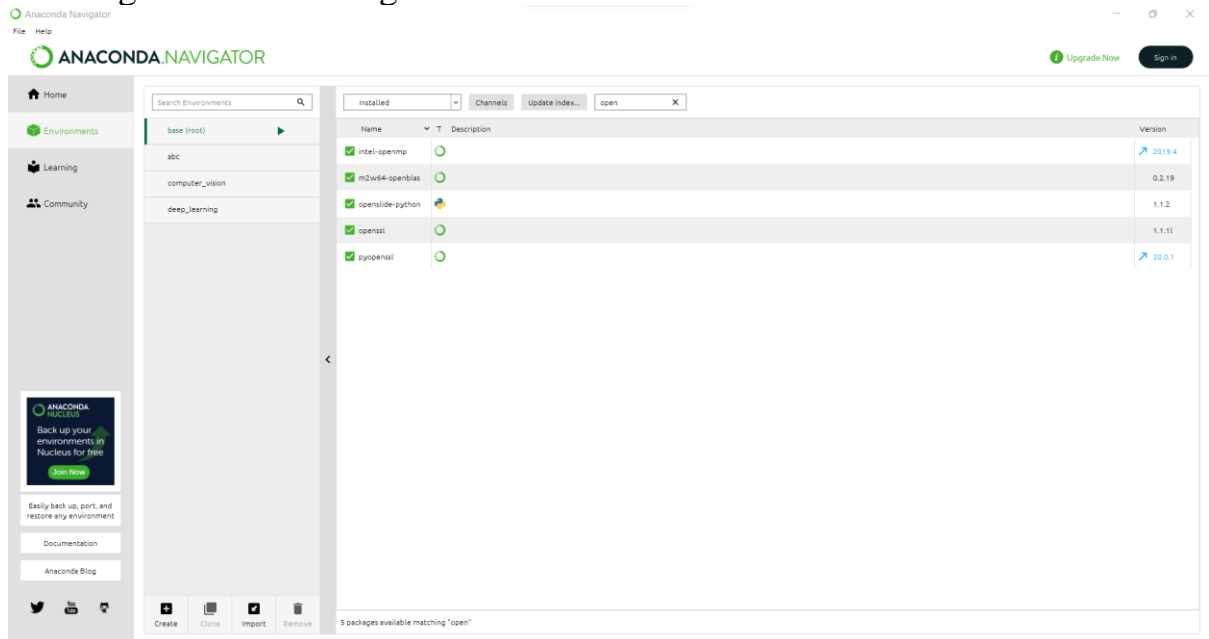 Anaconda Navigator
File Help
ANACONDA.NAVIGATOR
Upgrade Now
Sign in
Home
Environments
Learning
Community
ANACONDA
NUCLEUS
Back up your
environments in
Nucleus for free
Join Now
Easily back up, port, and
restore any environment
Documentation
Anaconda Blog
You
Tube
Search Environments
base (root)
abc
computer_vision
deep_learning
Create Clone Import Remove
Installed Channels Update index... open X
Name T Description Version
intel-openmp 2019.4
m2w64-openblas 0.2.19
openslide-python 1.1.2
openssl 1.1.1l
pyopenssl 20.0.1
5 packages available matching "open"